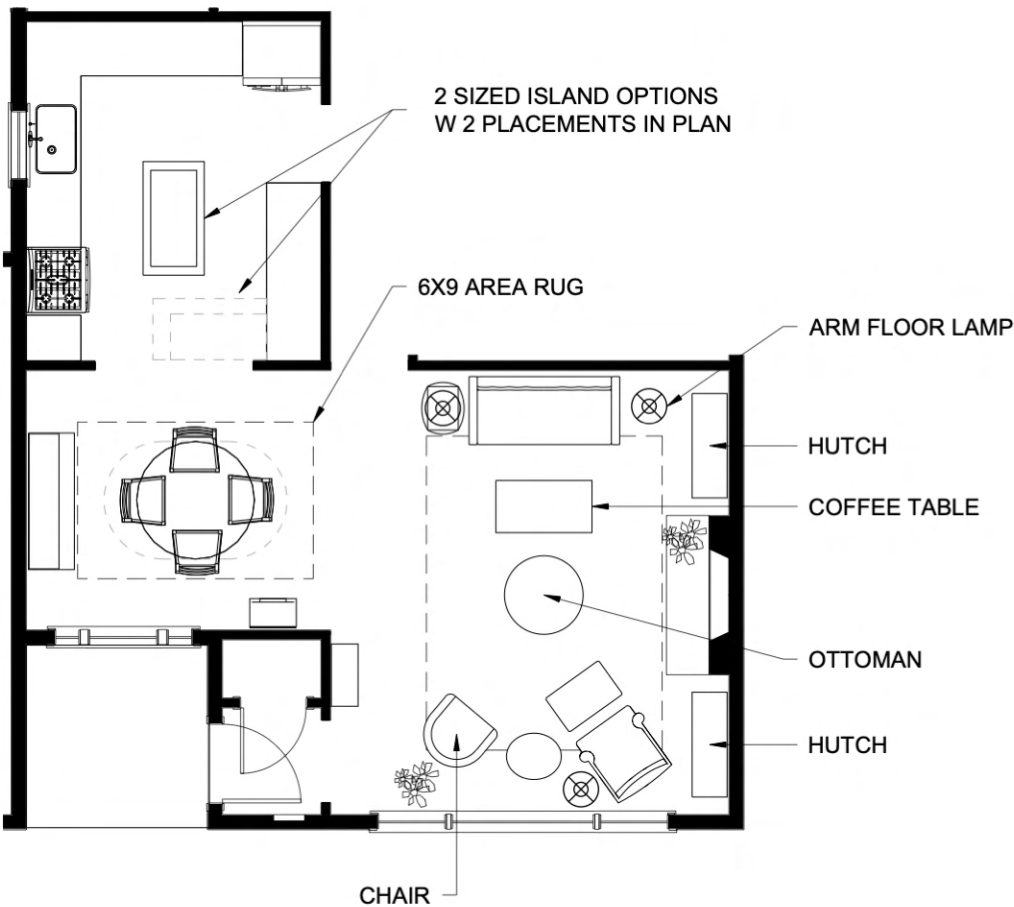 2 SIZED ISLAND OPTIONS
W 2 PLACEMENTS IN PLAN
6X9 AREA RUG
ARM FLOOR LAMP
HUTCH
COFFEE TABLE
OTTOMAN
HUTCH
CHAIR